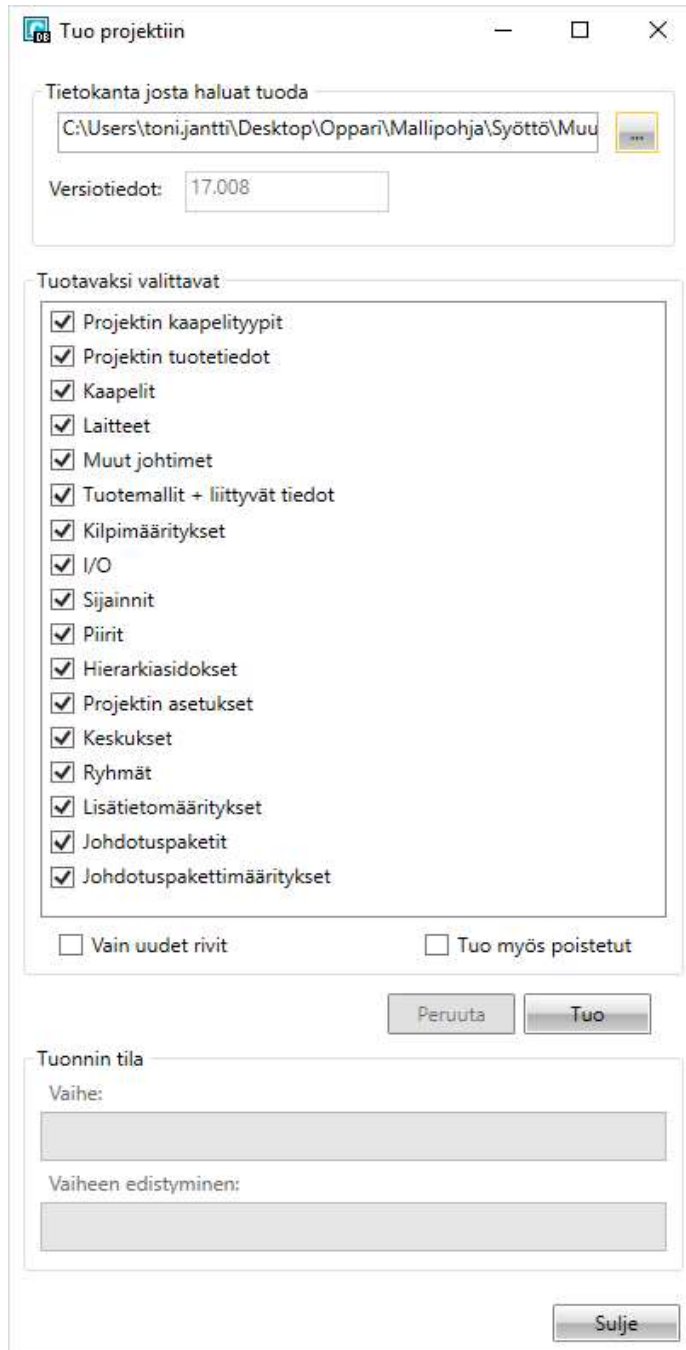 DB Tuo projektiin
Tietokanta josta haluat tuoda
C:\Users\toni.jantti\Desktop\Oppari\Mallipohja\Syöttö\Muu ...
Versiotiedot: 17.008
Tuotavaksi valittavat
Projektin kaapelityypit
Projektin tuotetiedot
Kaapelit
Laitteet
Muut johtimet
Tuotemallit + liittyvät tiedot
Kilpimääritykset
I/O
Sijainnit
Piirit
Hierarkiasidokset
Projektin asetukset
Keskukset
Ryhmät
Lisätietomääritykset
Johdotuspaketit
Johdotuspakettimääritykset
Vain uudet rivit Tuo myös poistetut
Peruuta Tuo
Tuonnin tila
Vaihe:
Vaiheen edistyminen:
Sulje